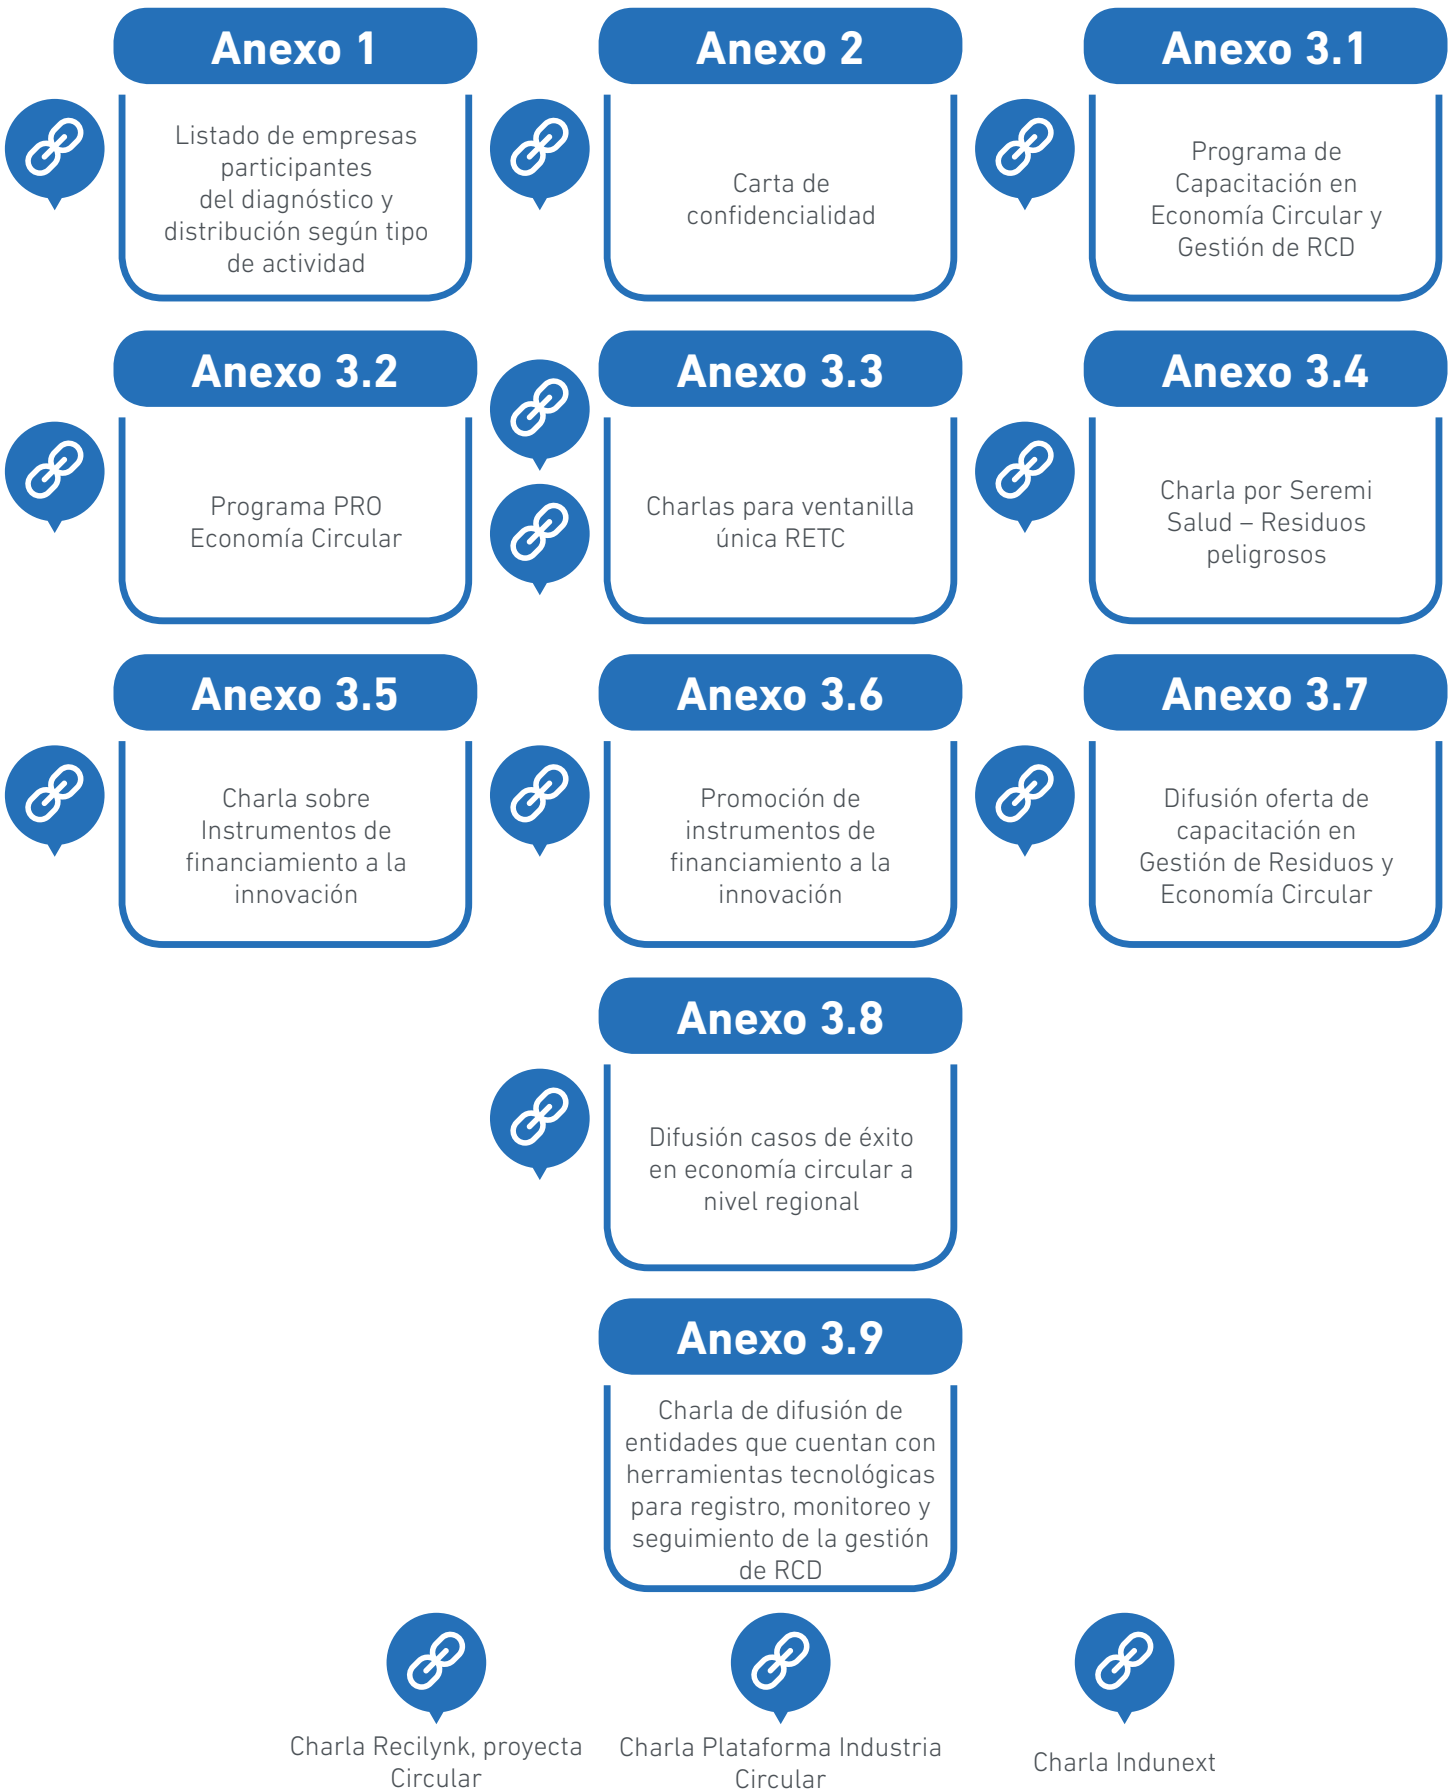 Anexo 1
Listado de empresas
participantes
del diagnóstico y
distribución según tipo
de actividad
Anexo 2
Carta de
confidencialidad
Anexo 3.1
Programa de
Capacitación en
Economía Circular y
Gestión de RCD
Anexo 3.2
Programa PRO
Economía Circular
Anexo 3.3
Charlas para ventanilla
única RETC
Anexo 3.4
Charla por Seremi
Salud – Residuos
peligrosos
Anexo 3.5
Charla sobre
Instrumentos de
financiamiento a la
innovación
Anexo 3.6
Promoción de
instrumentos de
financiamiento a la
innovación
Anexo 3.7
Difusión oferta de
capacitación en
Gestión de Residuos y
Economía Circular
Anexo 3.8
Difusión casos de éxito
en economía circular a
nivel regional
Anexo 3.9
Charla de difusión de
entidades que cuentan con
herramientas tecnológicas
para registro, monitoreo y
seguimiento de la gestión
de RCD
Charla Recilynk, proyecta
Circular
Charla Plataforma Industria
Circular
Charla Indunext